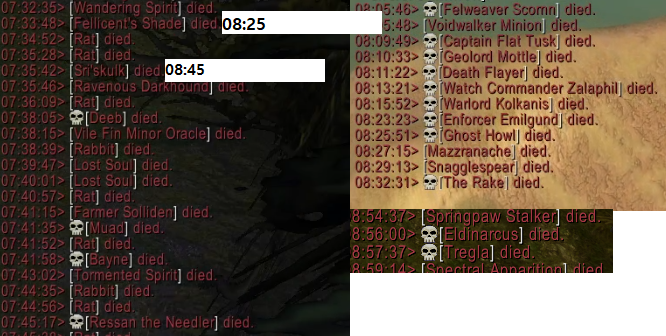 07:32:35> [Wandering Spirit] died.
07:33:48> [Fellicent's Shade] died.
08:25
07:34:52> [Rat] died.
07:35:28> [Rat] died.
07:35:42> [Sri'skulk] died.
08:45
07:35:46> [Ravenous Darkhound] died.
07:36:09> [Rat] died.
07:38:05> [Deeb] died.
07:38:15> [Vile Fin Minor Oracle] died.
07:38:39> [Rabbit] died.
07:39:47> [Lost Soul] died.
07:40:01> [Lost Soul] died.
07:40:57> [Rat] died.
07:41:15> [Farmer Solliden] died.
07:41:35> [Muad] died.
07:41:52> [Rat] died.
07:41:58> [Bayne] died.
07:43:02> [Tormented Spirit] died.
07:44:35> [Rabbit] died.
07:44:56> [Rat] died.
07:45:17> [Ressan the Needler] died.
[Rat] died.
08:05:46> [Felweaver Scornn] died.
5:48> [Voidwalker Minion] died.
08:09:49> [Captain Flat Tusk] died.
08:10:33> [Geolord Mottle] died.
08:11:22> [Death Flayer] died.
08:13:21> [Watch Commander Zalaphil] died.
08:15:52> [Warlord Kolkanis] died.
08:23:23> [Enforcer Emilgund] died.
08:25:51> [Ghost Howl] died.
08:27:15> [Mazzranache] died.
08:29:13> [Snagglespear] died.
08:32:31> [The Rake] died.
8:54:37> [Springpaw Stalker] died.
8:56:00> [Eldinarcus] died.
8:57:37> [Tregla] died.
8:59:14> [Spectral Apparition] died.